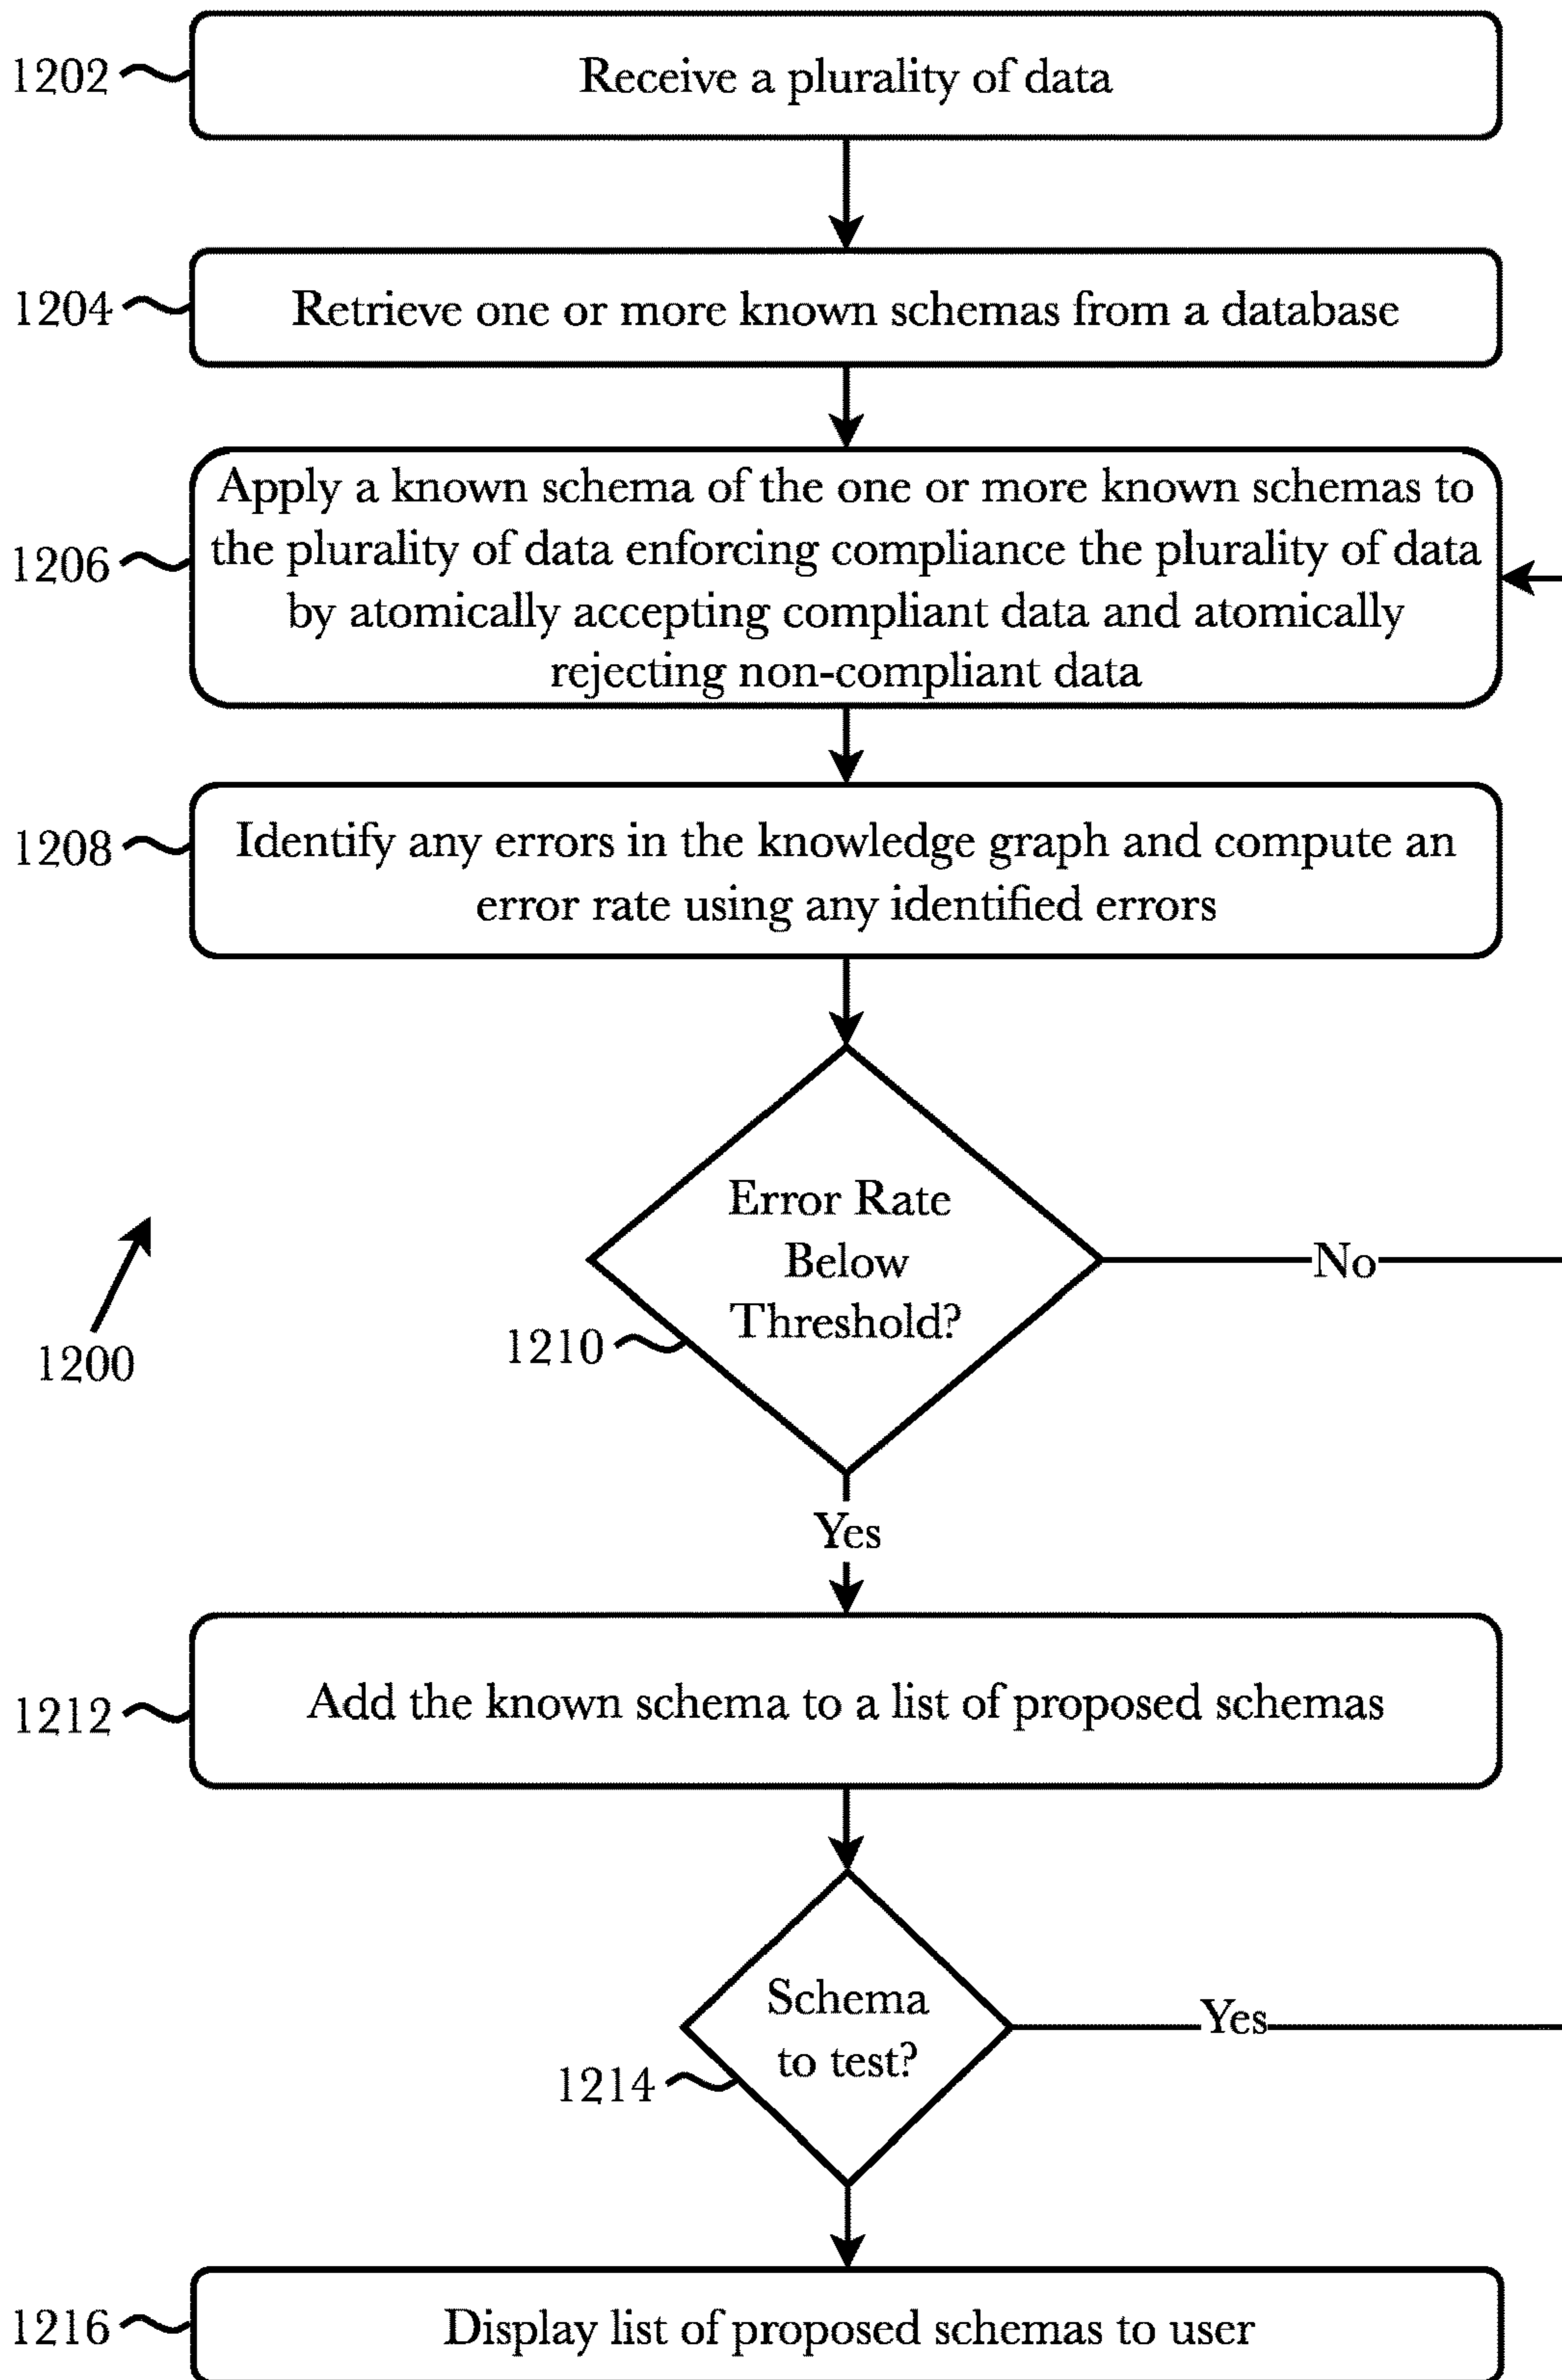 1202
Receive a plurality of data
1204
Retrieve one or more known schemas from a database
1206
Apply a known schema of the one or more known schemas to
the plurality of data enforcing compliance the plurality of data
by atomically accepting compliant data and atomically
rejecting non-compliant data
1208
Identify any errors in the knowledge graph and compute an
error rate using any identified errors
1200
Error Rate
Below
Threshold?
1210
No
Yes
1212
Add the known schema to a list of proposed schemas
Schema
to test?
1214
Yes
1216
Display list of proposed schemas to user